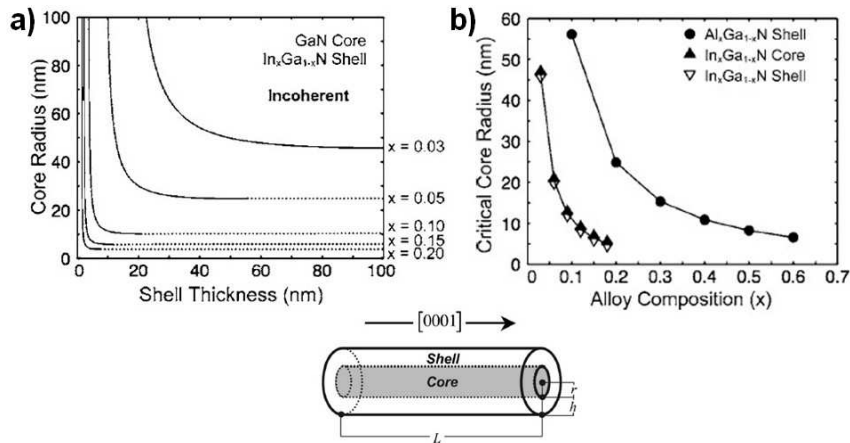 a)
GaN Core
InₓGa₁₋ₓN Shell
Incoherent
Core Radius (nm)
100
80
60
40
20
0
0 20 40 60 80 100
Shell Thickness (nm)
x = 0.03
x = 0.05
x = 0.10
x = 0.15
x = 0.20
b)
AlₓGa₁₋ₓN Shell
InₓGa₁₋ₓN Core
InₓGa₁₋ₓN Shell
Critical Core Radius (nm)
60
50
40
30
20
10
0
0 0.1 0.2 0.3 0.4 0.5 0.6 0.7
Alloy Composition (x)
[0001]
Shell
Core
r
h
L